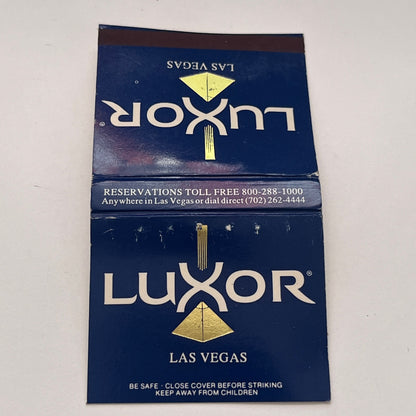 LAS VEGAS
LUXOR®
RESERVATIONS TOLL FREE 800-288-1000
Anywhere in Las Vegas or dial direct (702) 262-4444
LUXOR®
LAS VEGAS
BE SAFE · CLOSE COVER BEFORE STRIKING
KEEP AWAY FROM CHILDREN